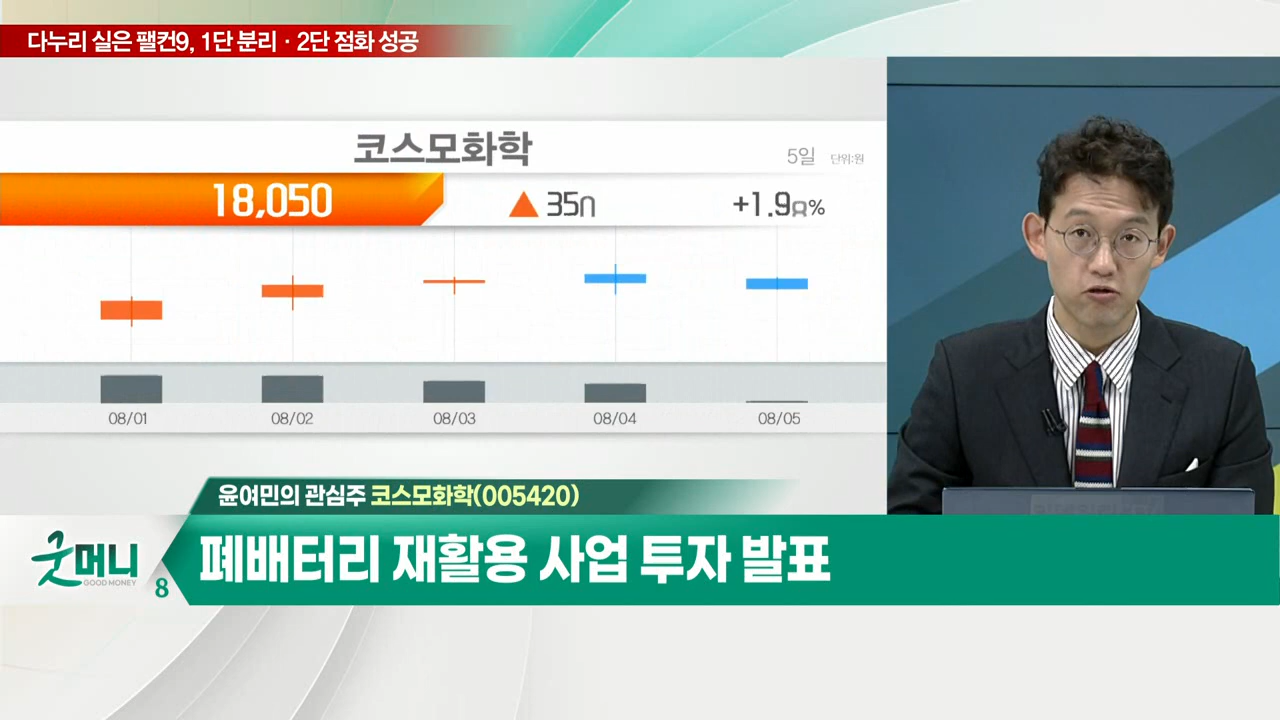 다누리 실은 팰컨9, 1단 분리 · 2단 점화 성공
코스모화학
5일 단위:원
18,050 ▲
08/01 08/02 08/03 08/04 08/05
윤여민의 관심주 코스모화학(005420)
폐배터리 재활용 사업 투자 발표
굿머니
GOOD MONEY
8